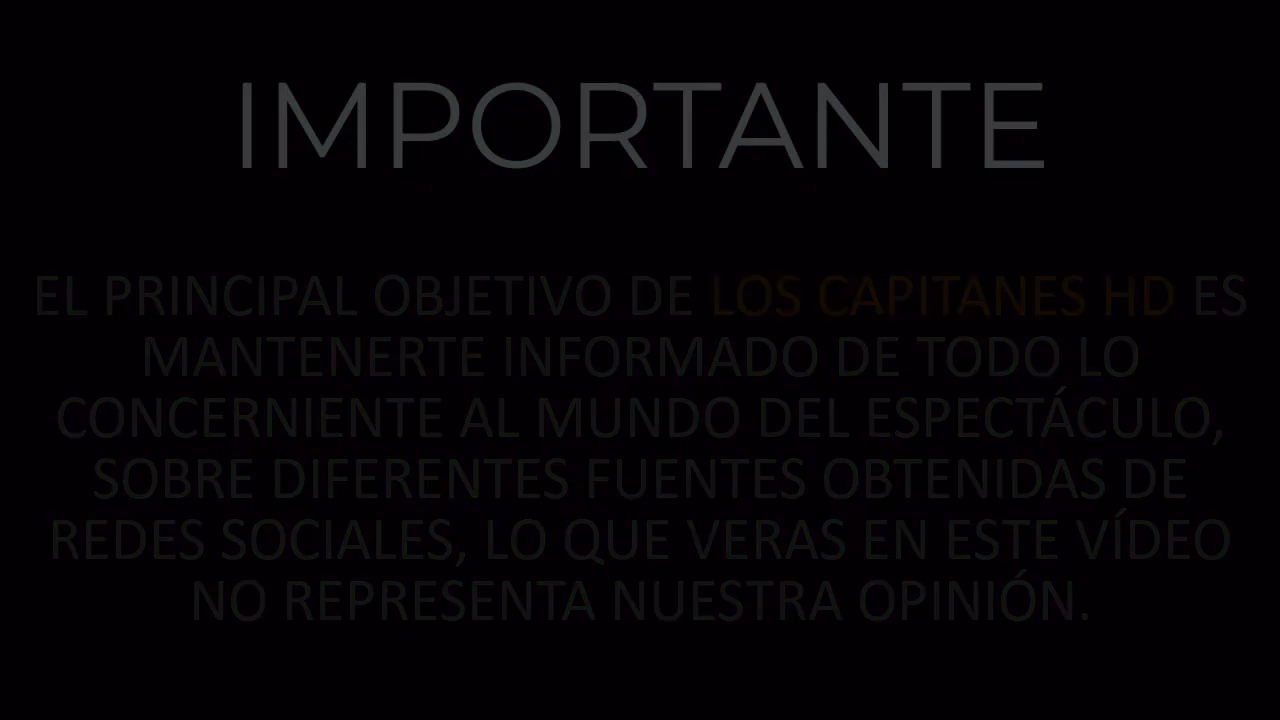 IMPORTANTE
EL PRINCIPAL OBJETIVO DE LOS CAPITANES HD ES
MANTENERTE INFORMADO DE TODO LO
CONCERNIENTE AL MUNDO DEL ESPECTÁCULO,
SOBRE DIFERENTES FUENTES OBTENIDAS DE
REDES SOCIALES, LO QUE VERAS EN ESTE VÍDEO
NO REPRESENTA NUESTRA OPINIÓN.